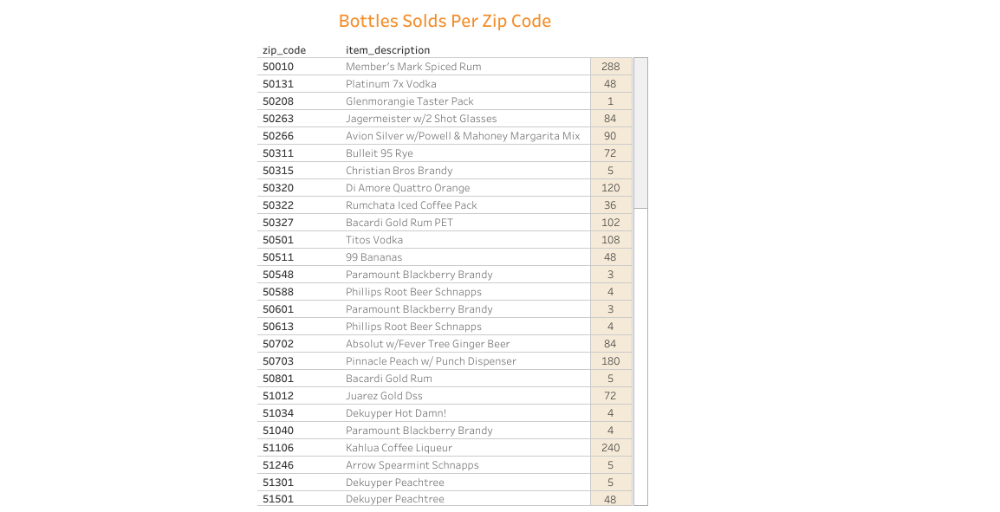 Bottles Solds Per Zip Code
zip_code item_description
50010 Member's Mark Spiced Rum 288
50131 Platinum 7x Vodka 48
50208 Glenmorangie Taster Pack 1
50263 Jagermeister w/2 Shot Glasses 84
50266 Avion Silver w/Powell & Mahoney Margarita Mix 90
50311 Bulleit 95 Rye 72
50315 Christian Bros Brandy 5
50320 Di Amore Quattro Orange 120
50322 Rumchata Iced Coffee Pack 36
50327 Bacardi Gold Rum PET 102
50501 Titos Vodka 108
50511 99 Bananas 48
50548 Paramount Blackberry Brandy 3
50588 Phillips Root Beer Schnapps 4
50601 Paramount Blackberry Brandy 3
50613 Phillips Root Beer Schnapps 4
50702 Absolut w/Fever Tree Ginger Beer 84
50703 Pinnacle Peach w/ Punch Dispenser 180
50801 Bacardi Gold Rum 5
51012 Juarez Gold Dss 72
51034 Dekuyper Hot Damn! 4
51040 Paramount Blackberry Brandy 4
51106 Kahlua Coffee Liqueur 240
51246 Arrow Spearmint Schnapps 5
51301 Dekuyper Peachtree 5
51501 Dekuyper Peachtree 48